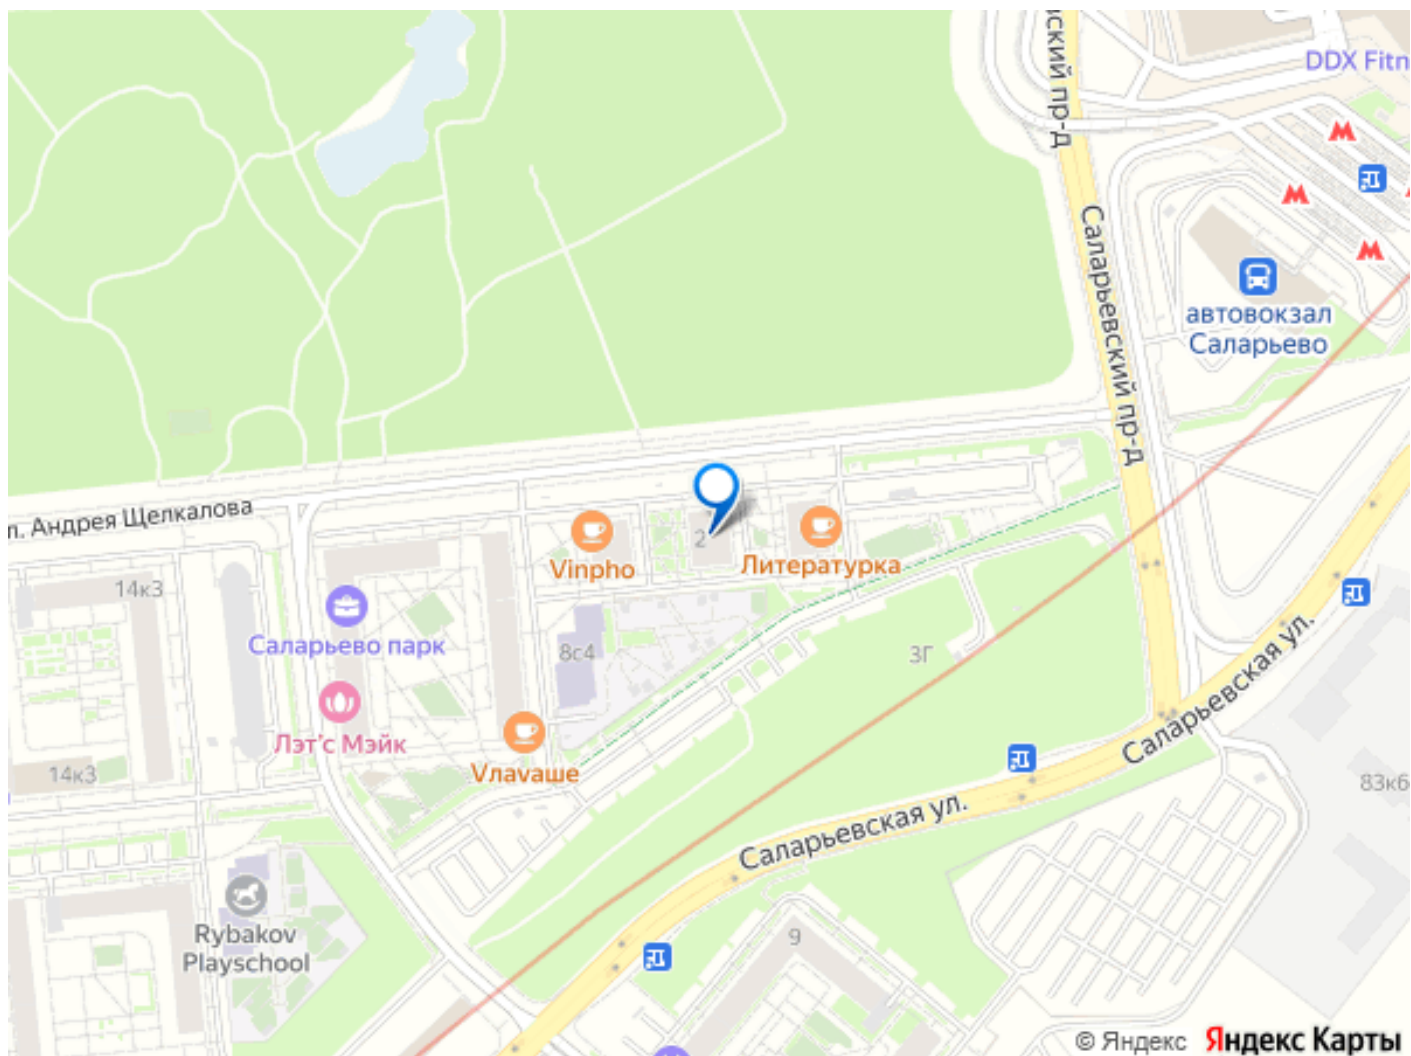 ский пр-д
DDX Fitn
Саларьевский пр-д
автовокзал
Саларьево
л. Андрея Щелкалова
Vinpho
2
Литературка
14к3
Саларьево парк
8с4
3Г
Саларьевская ул.
Лэт'с Мэйк
Vлаvаше
14к3
83к6
Саларьевская ул.
Rybakov
Playschool
9
© Яндекс Яндекс Карты